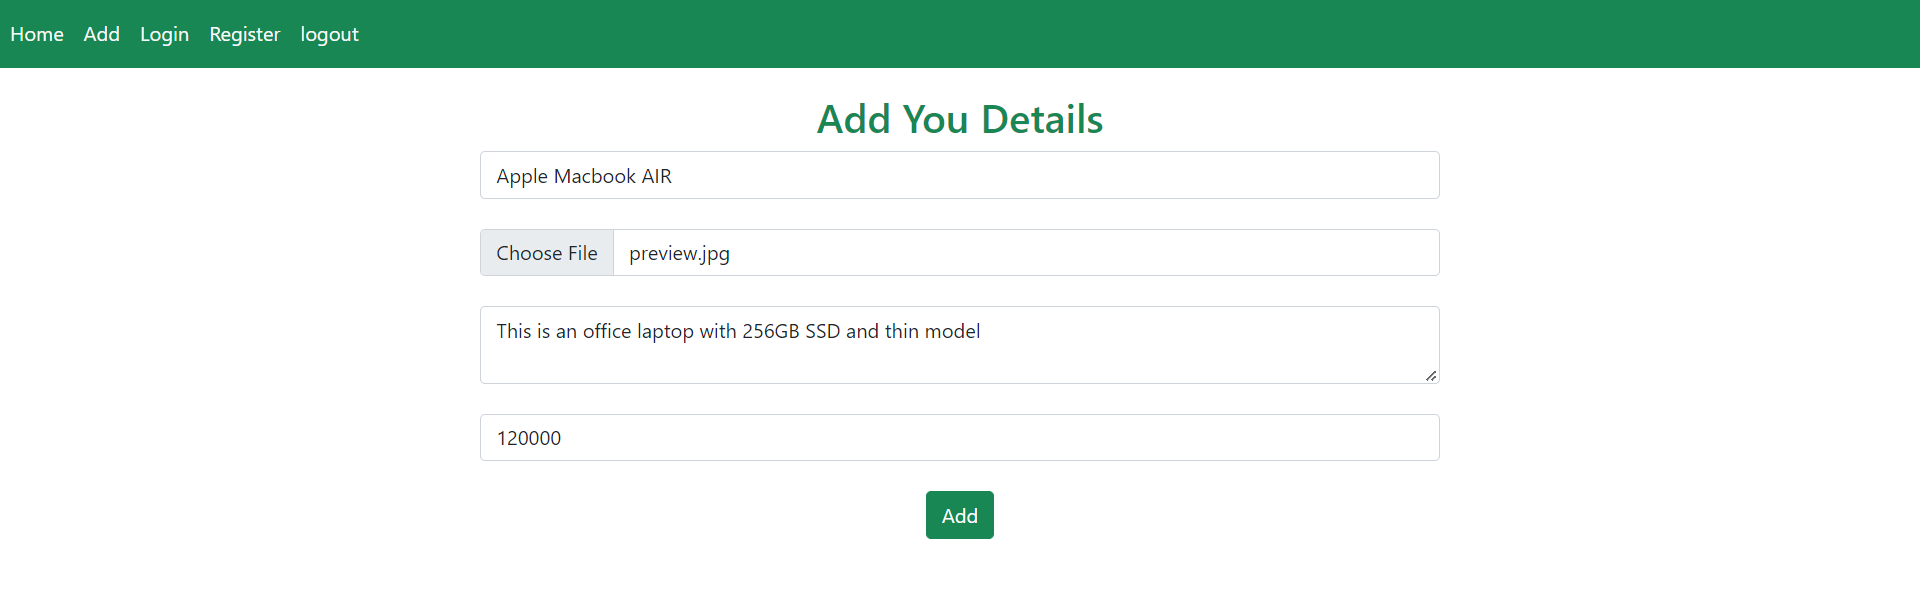 Home Add Login Register logout
Add You Details
Apple Macbook AIR
Choose File preview.jpg
This is an office laptop with 256GB SSD and thin model
120000
Add